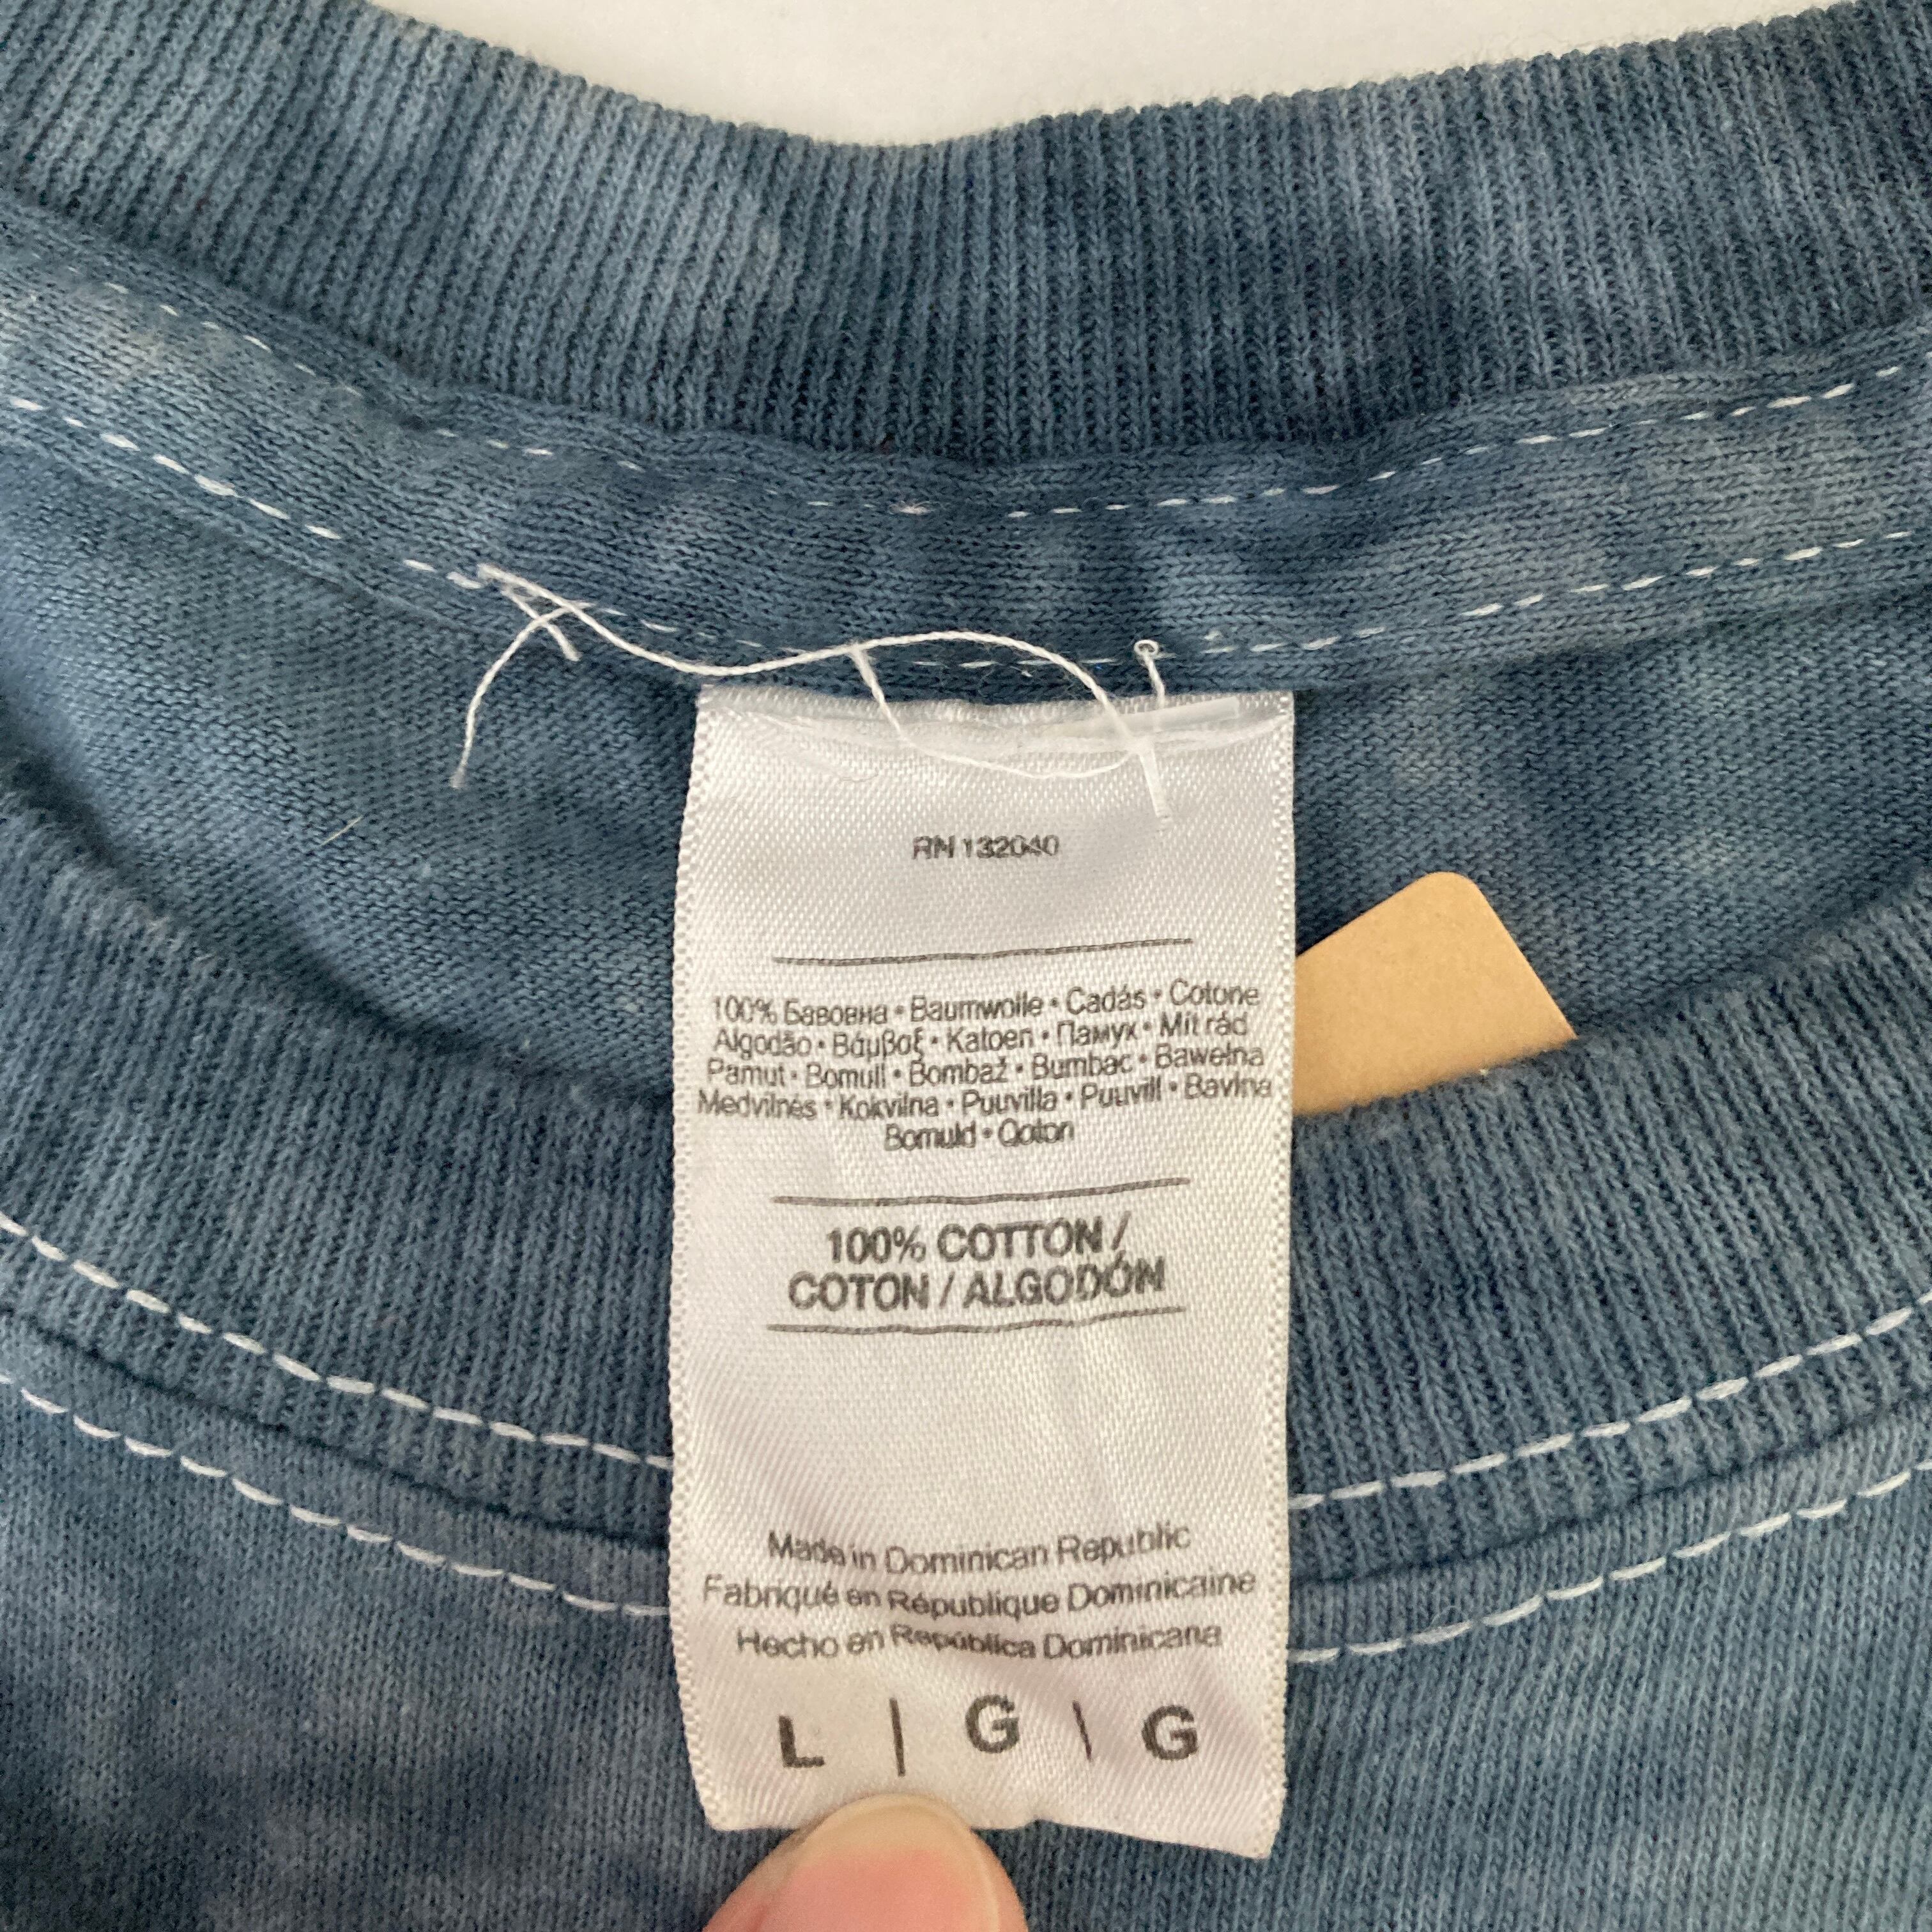 RN 132040
100% Бавовна • Baumwolle • Cadás • Cotone
Algodão • Βάμβαξ • Katoen • Памук • Mit rád
Pamut • Bomull • Bombaž • Bumbac • Bawełna
Medvilnės • Kokvilna • Puuvilla • Puuvill • Bavlna
Bomuld • Qoton
100% COTTON /
COTON / ALGODÓN
Made in Dominican Republic
Fabriqué en République Dominicaine
Hecho en República Dominicana
L | G | G